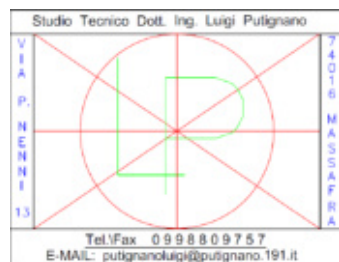 Studio Tecnico Dott. Ing. Luigi Putignano
VIA P. NENNI 13
LP
74016 MASSAFRA
Tel.\Fax 0998809757
E-MAIL: putignanoluigi@putignano.191.it